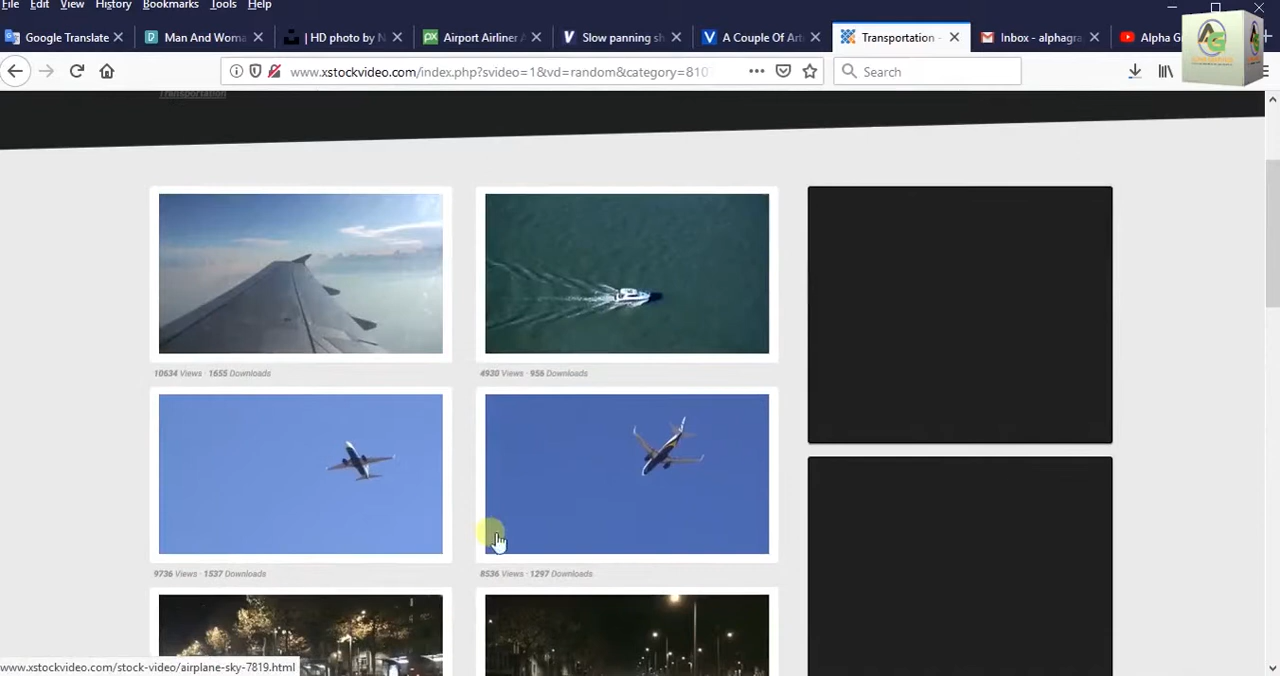 File Edit View History Bookmarks Tools Help
Google Translate
Man And Woma
| HD photo by N
Airport Airliner A
Slow panning sh
A Couple Of Arti
Transportation -
Inbox - alphagra
Alpha G
www.xstockvideo.com/index.php?svideo=1&vd=random&category=810
Search
Transportation
10634 Views · 1655 Downloads
4930 Views · 956 Downloads
9736 Views · 1537 Downloads
8536 Views · 1297 Downloads
www.xstockvideo.com/stock-video/airplane-sky-7819.html